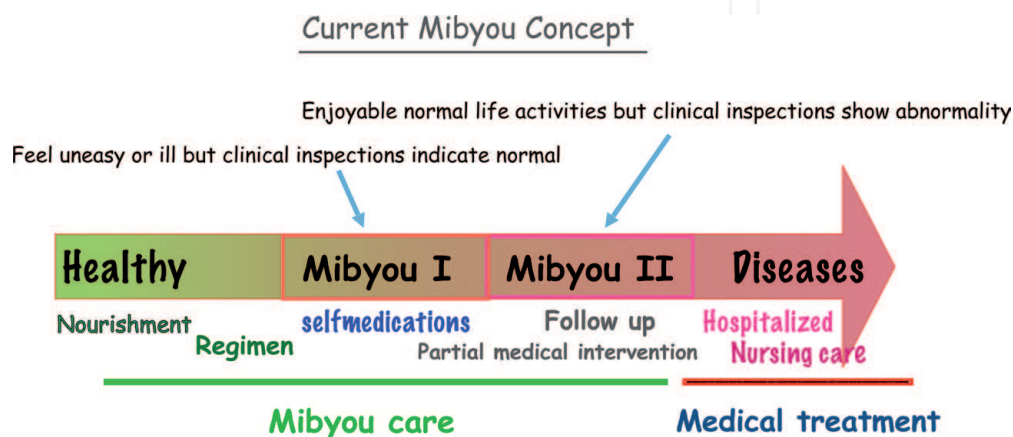 Current Mibyou Concept
Enjoyable normal life activities but clinical inspections show abnormality
Feel uneasy or ill but clinical inspections indicate normal
Healthy Mibyou I Mibyou II Diseases
Nourishment selfmedications Follow up Hospitalized
Regimen Partial medical intervention Nursing care
Mibyou care Medical treatment